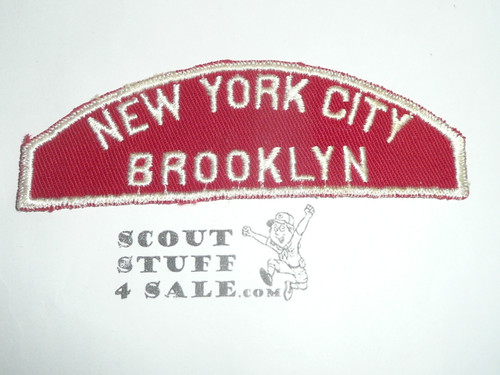 NEW YORK CITY
BROOKLYN
SCOUT
STUFF
4 SALE.COM